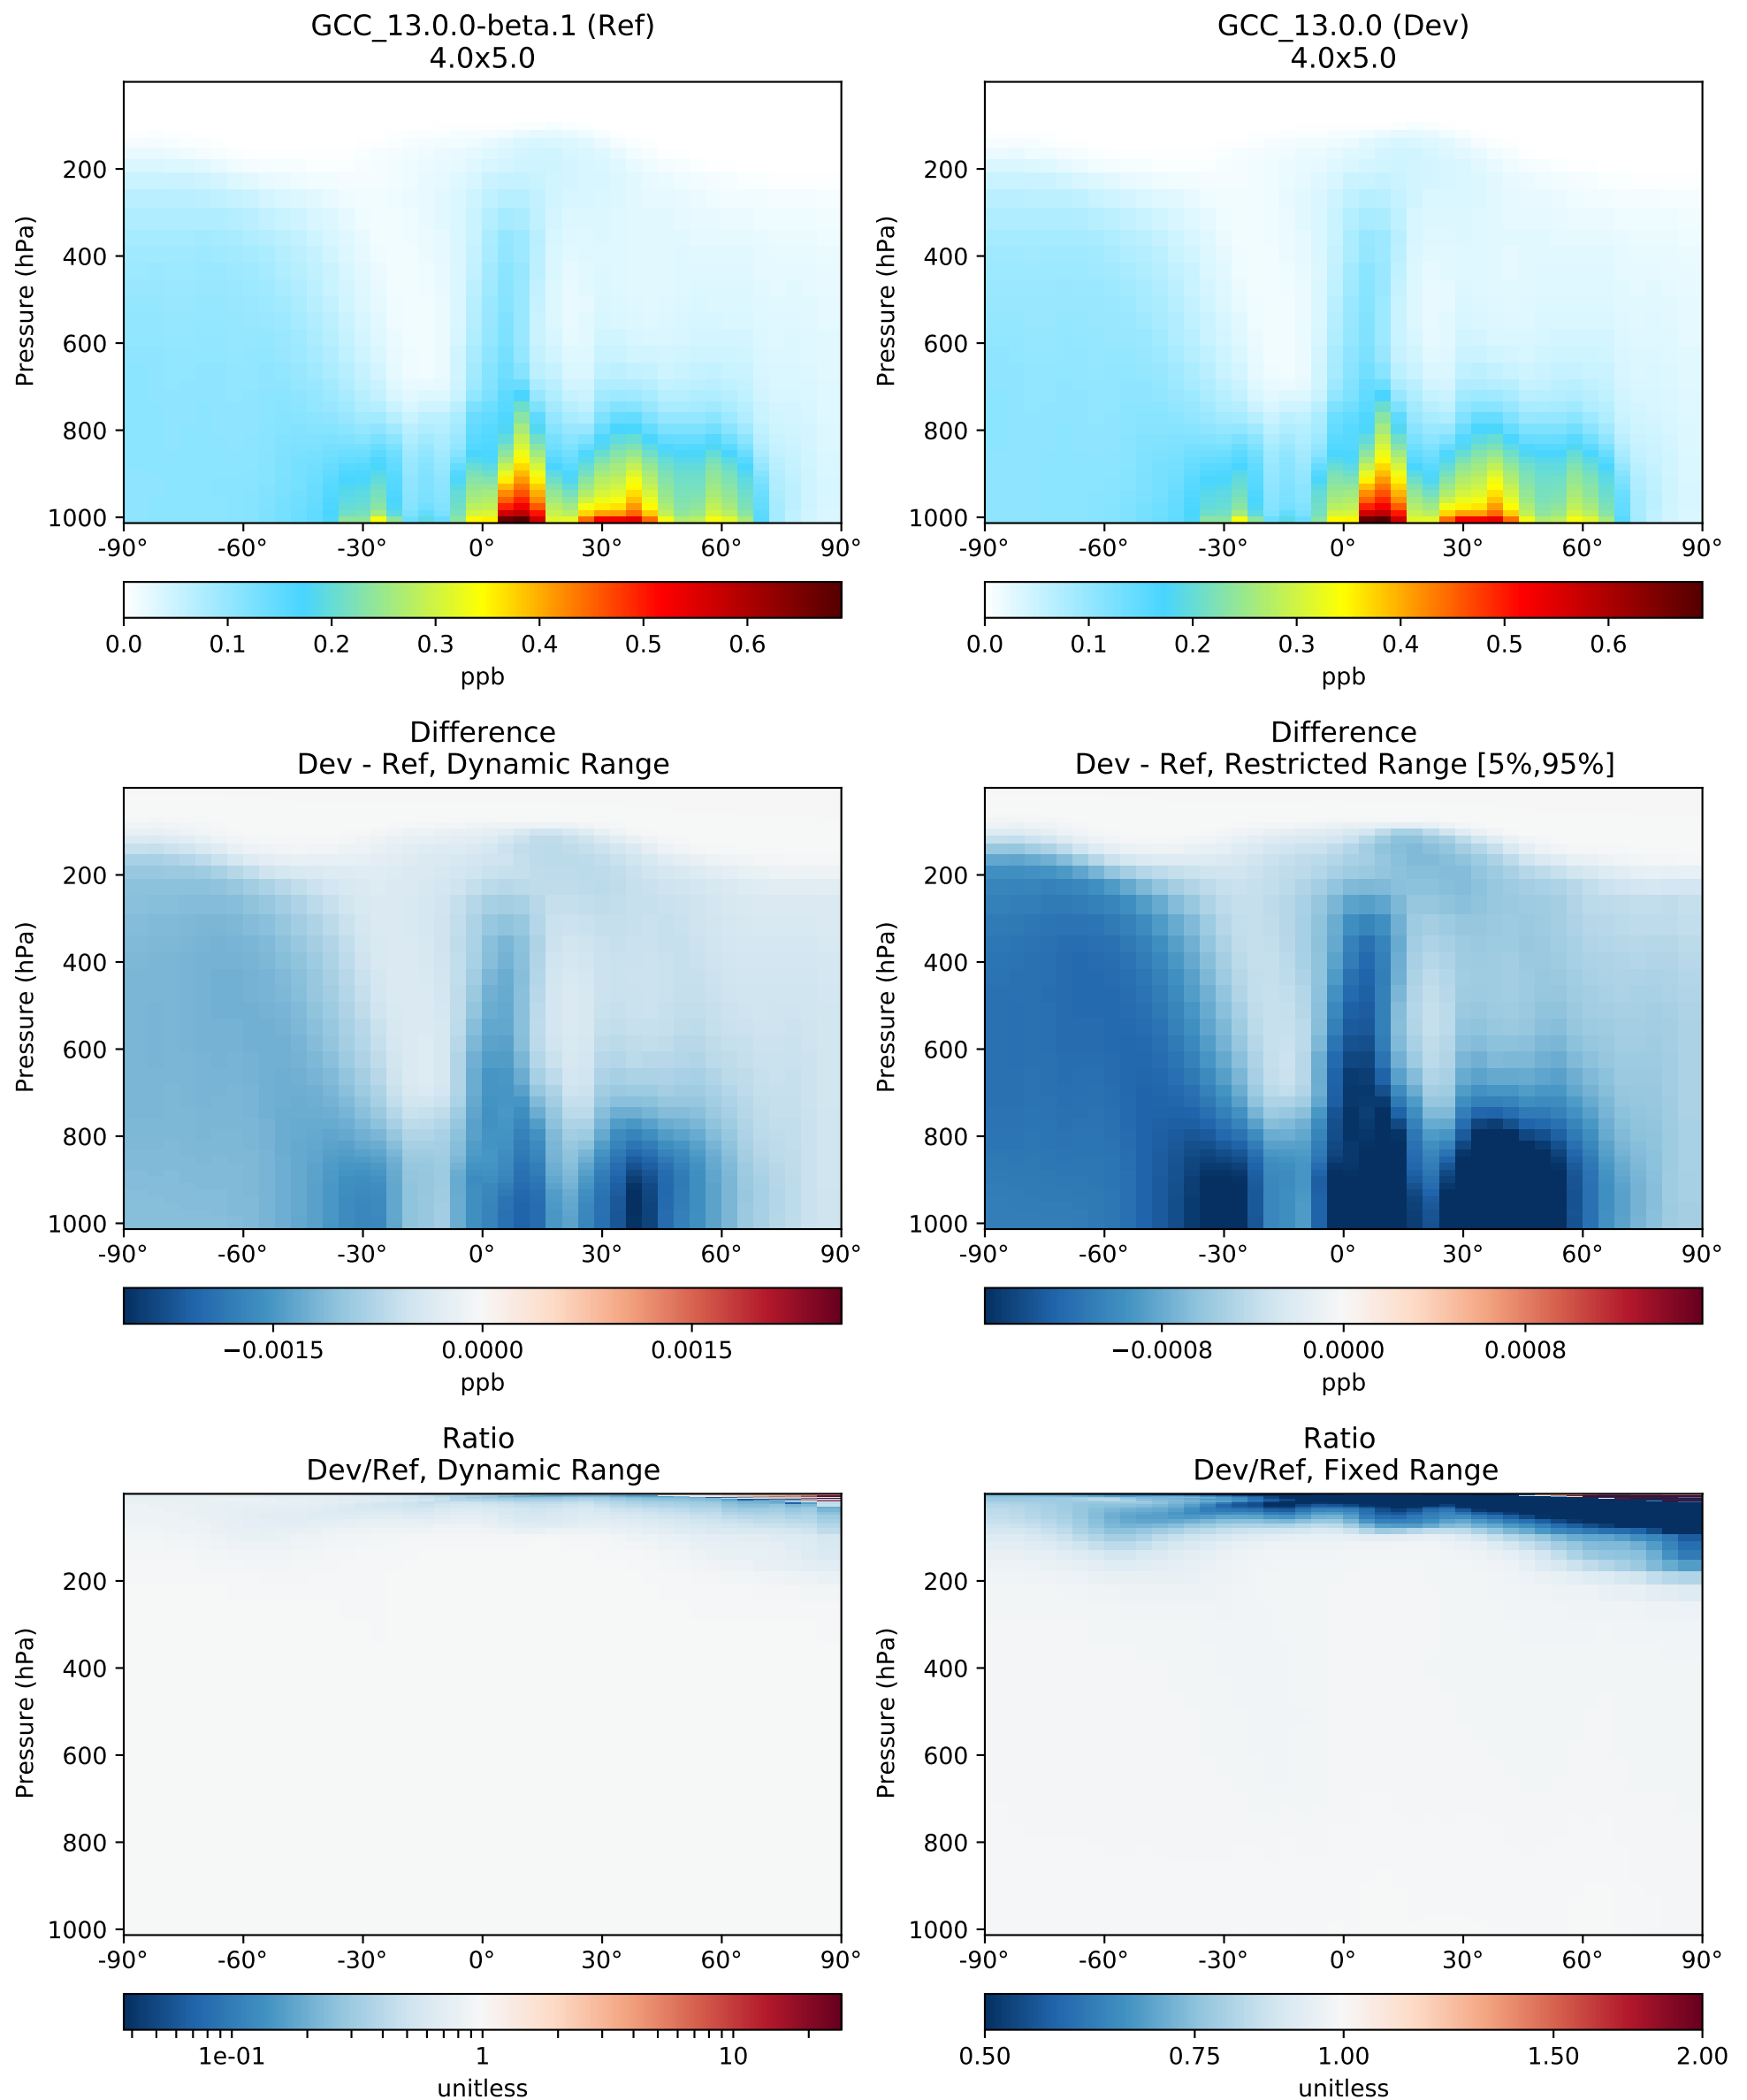 GCC_13.0.0-beta.1 (Ref)
4.0x5.0
Pressure (hPa)
200
400
600
800
1000
-90° -60° -30° 0° 30° 60° 90°
0.0 0.1 0.2 0.3 0.4 0.5 0.6
ppb
GCC_13.0.0 (Dev)
4.0x5.0
Pressure (hPa)
200
400
600
800
1000
-90° -60° -30° 0° 30° 60° 90°
0.0 0.1 0.2 0.3 0.4 0.5 0.6
ppb
Difference
Dev - Ref, Dynamic Range
Pressure (hPa)
200
400
600
800
1000
-90° -60° -30° 0° 30° 60° 90°
−0.0015 0.0000 0.0015
ppb
Difference
Dev - Ref, Restricted Range [5%,95%]
Pressure (hPa)
200
400
600
800
1000
-90° -60° -30° 0° 30° 60° 90°
−0.0008 0.0000 0.0008
ppb
Ratio
Dev/Ref, Dynamic Range
Pressure (hPa)
200
400
600
800
1000
-90° -60° -30° 0° 30° 60° 90°
1e-01 1 10
unitless
Ratio
Dev/Ref, Fixed Range
Pressure (hPa)
200
400
600
800
1000
-90° -60° -30° 0° 30° 60° 90°
0.50 0.75 1.00 1.50 2.00
unitless